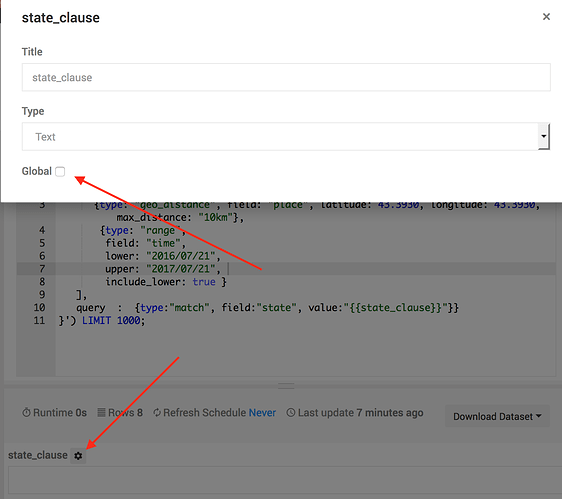 state_clause ×
Title
state_clause
Type
Text
Global
3 {type: "geo_distance", field: "place", latitude: 43.3930, longitude: 43.3930,
max_distance: "10km"},
4 {type: "range",
5 field: "time",
6 lower: "2016/07/21",
7 upper: "2017/07/21",
8 include_lower: true }
9 ],
10 query : {type:"match", field:"state", value:"{{state_clause}}"}}
11 }') LIMIT 1000;
Runtime 0s Rows 8 Refresh Schedule Never Last update 7 minutes ago Download Dataset
state_clause